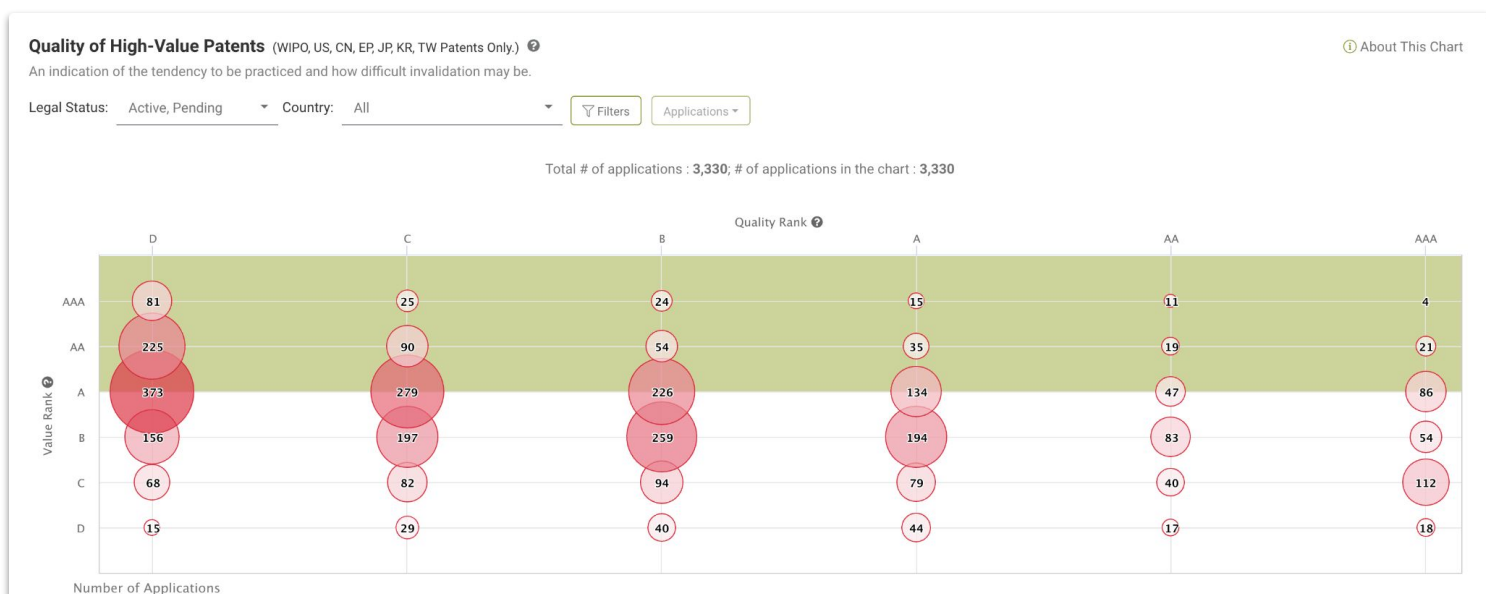 Quality of High-Value Patents (WIPO, US, CN, EP, JP, KR, TW Patents Only.) ?
About This Chart
An indication of the tendency to be practiced and how difficult invalidation may be.
Legal Status: Active, Pending Country: All Filters Applications
Total # of applications : 3,330; # of applications in the chart : 3,330
Quality Rank ?
D C B A AA AAA
AAA 81 25 24 15 11 4
AA 225 90 54 35 19 21
Value Rank ?
A 373 279 226 134 47 86
B 156 197 259 194 83 54
C 68 82 94 79 40 112
D 15 29 40 44 17 18
Number of Applications